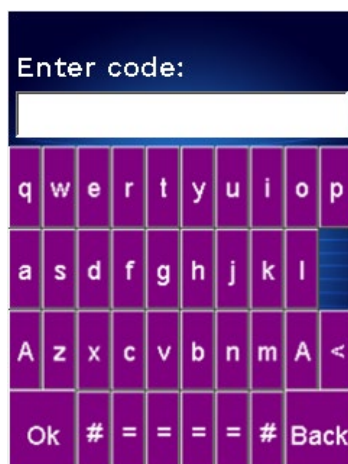 Enter code:
q w e r t y u i o p
a s d f g h j k l
A z x c v b n m A <
Ok # = = = = # Back